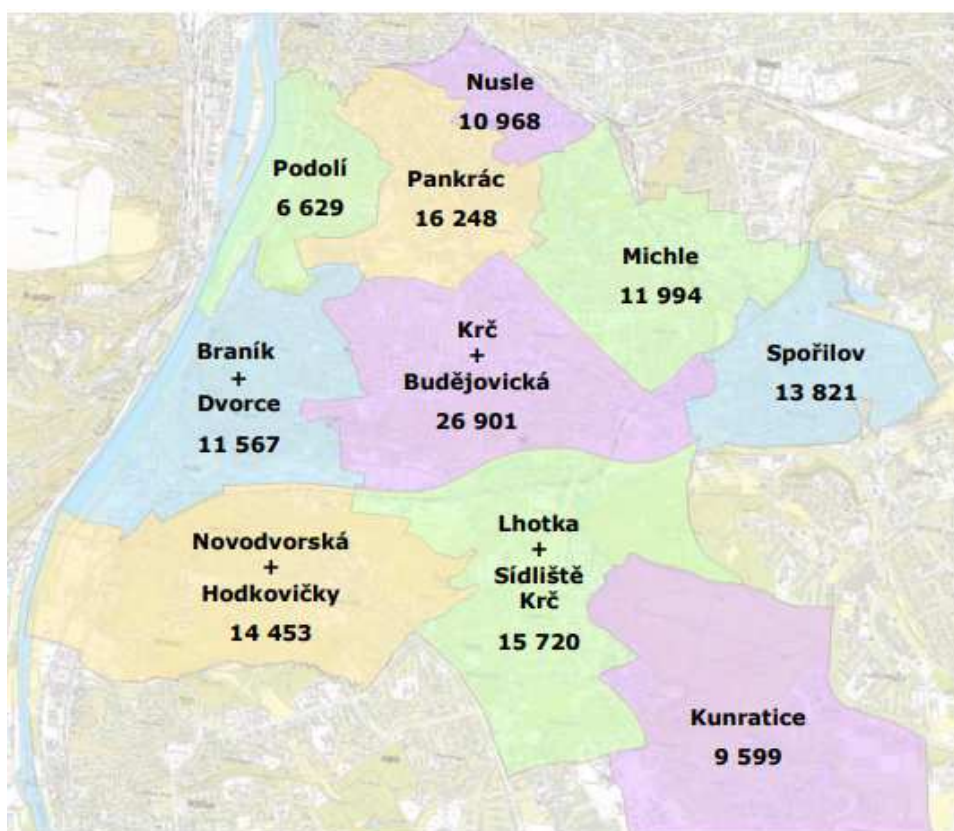 Nusle
10 968
Podolí
6 629
Pankrác
16 248
Michle
11 994
Braník
+
Dvorce
11 567
Krč
+
Budějovická
26 901
Spořilov
13 821
Novodvorská
+
Hodkovičky
14 453
Lhotka
+
Sídliště
Krč
15 720
Kunratice
9 599